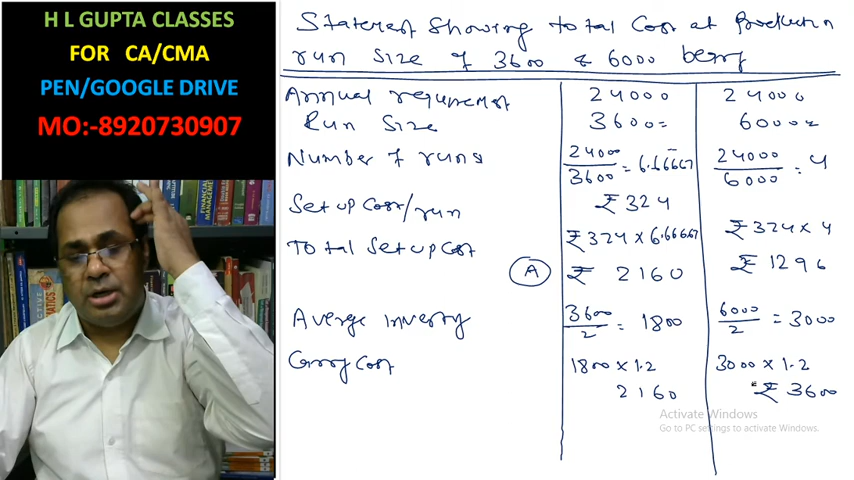 H L GUPTA CLASSES
FOR CA/CMA
PEN/GOOGLE DRIVE
MO:-8920730907
Statement Showing total Cost at Production
run Size of 3600 & 6000 bearing
Annual requirement 24000 24000
Run Size 3600 6000
Number of runs 24000/3600 = 6.66667 24000/6000 = 4
Set up Cost/run ₹ 324
Total Set up Cost ₹324 x 6.66667 ₹324 x 4
A ₹ 2160 ₹ 1296
Average inventory 3600/2 = 1800 6000/2 = 3000
Carrying Cost 1800 x 1.2 3000 x 1.2
2160 ₹ 3600
Activate Windows
Go to PC settings to activate Windows.
FINANCIAL MANAGEMENT